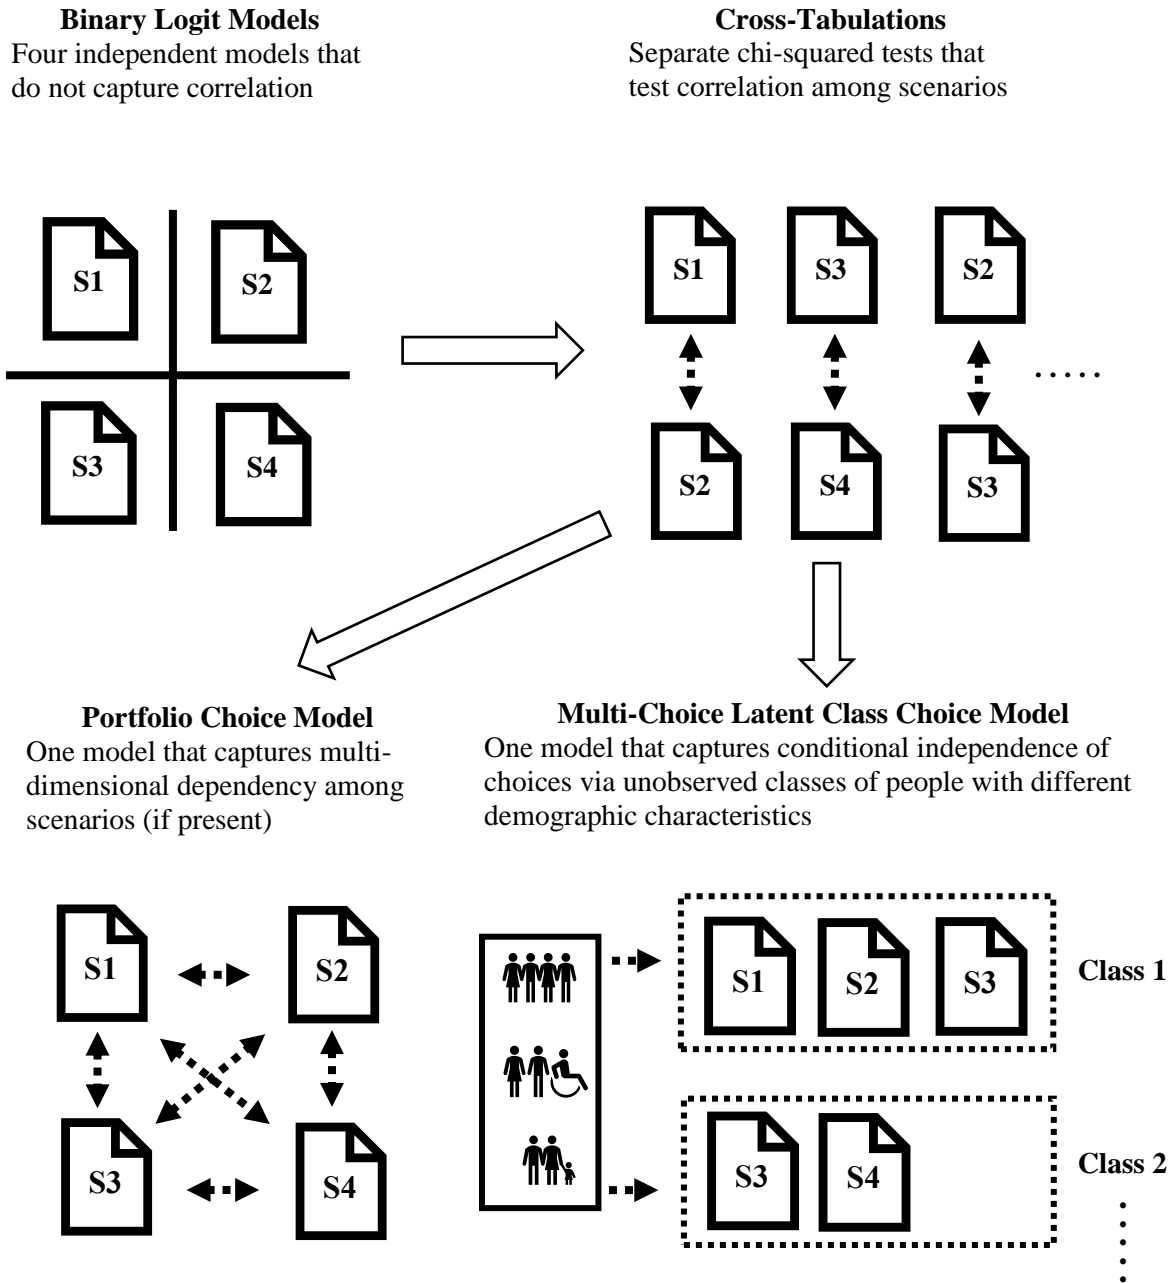 Binary Logit Models
Four independent models that
do not capture correlation
Cross-Tabulations
Separate chi-squared tests that
test correlation among scenarios
S1
S2
S3
S4
S1
S3
S2
.....
S2
S4
S3
Portfolio Choice Model
One model that captures multi-
dimensional dependency among
scenarios (if present)
Multi-Choice Latent Class Choice Model
One model that captures conditional independence of
choices via unobserved classes of people with different
demographic characteristics
S1
S2
S3
S4
S1
S2
S3
Class 1
S3
S4
Class 2